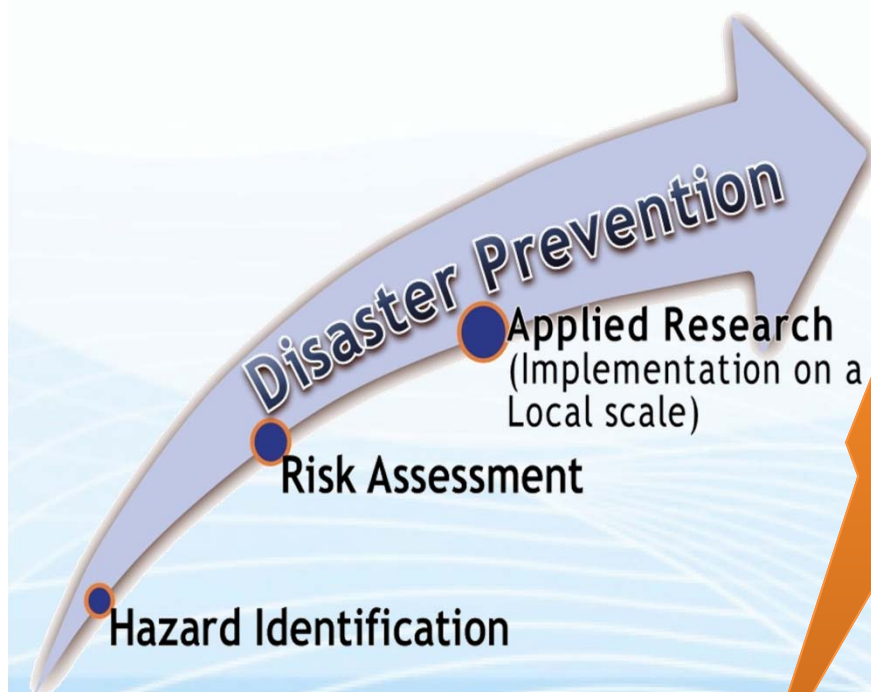 Disaster Prevention
Applied Research
(Implementation on a
Local scale)
Risk Assessment
Hazard Identification